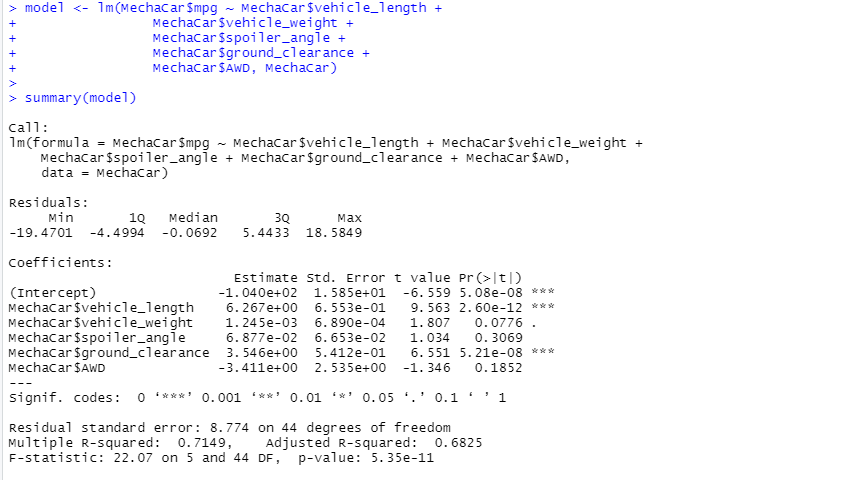 > model <- lm(MechaCar$mpg ~ MechaCar$vehicle_length +
+                 MechaCar$vehicle_weight +
+                 MechaCar$spoiler_angle +
+                 MechaCar$ground_clearance +
+                 MechaCar$AWD, MechaCar)
>
> summary(model)

Call:
lm(formula = MechaCar$mpg ~ MechaCar$vehicle_length + MechaCar$vehicle_weight +
    MechaCar$spoiler_angle + MechaCar$ground_clearance + MechaCar$AWD,
    data = MechaCar)

Residuals:
     Min       1Q   Median       3Q      Max
-19.4701  -4.4994  -0.0692   5.4433  18.5849

Coefficients:
                            Estimate Std. Error t value Pr(>|t|)
(Intercept)               -1.040e+02  1.585e+01  -6.559 5.08e-08 ***
MechaCar$vehicle_length    6.267e+00  6.553e-01   9.563 2.60e-12 ***
MechaCar$vehicle_weight    1.245e-03  6.890e-04   1.807   0.0776 .
MechaCar$spoiler_angle     6.877e-02  6.653e-02   1.034   0.3069
MechaCar$ground_clearance  3.546e+00  5.412e-01   6.551 5.21e-08 ***
MechaCar$AWD              -3.411e+00  2.535e+00  -1.346   0.1852
---
Signif. codes:  0 ‘***’ 0.001 ‘**’ 0.01 ‘*’ 0.05 ‘.’ 0.1 ‘ ’ 1

Residual standard error: 8.774 on 44 degrees of freedom
Multiple R-squared:  0.7149,    Adjusted R-squared:  0.6825
F-statistic: 22.07 on 5 and 44 DF,  p-value: 5.35e-11